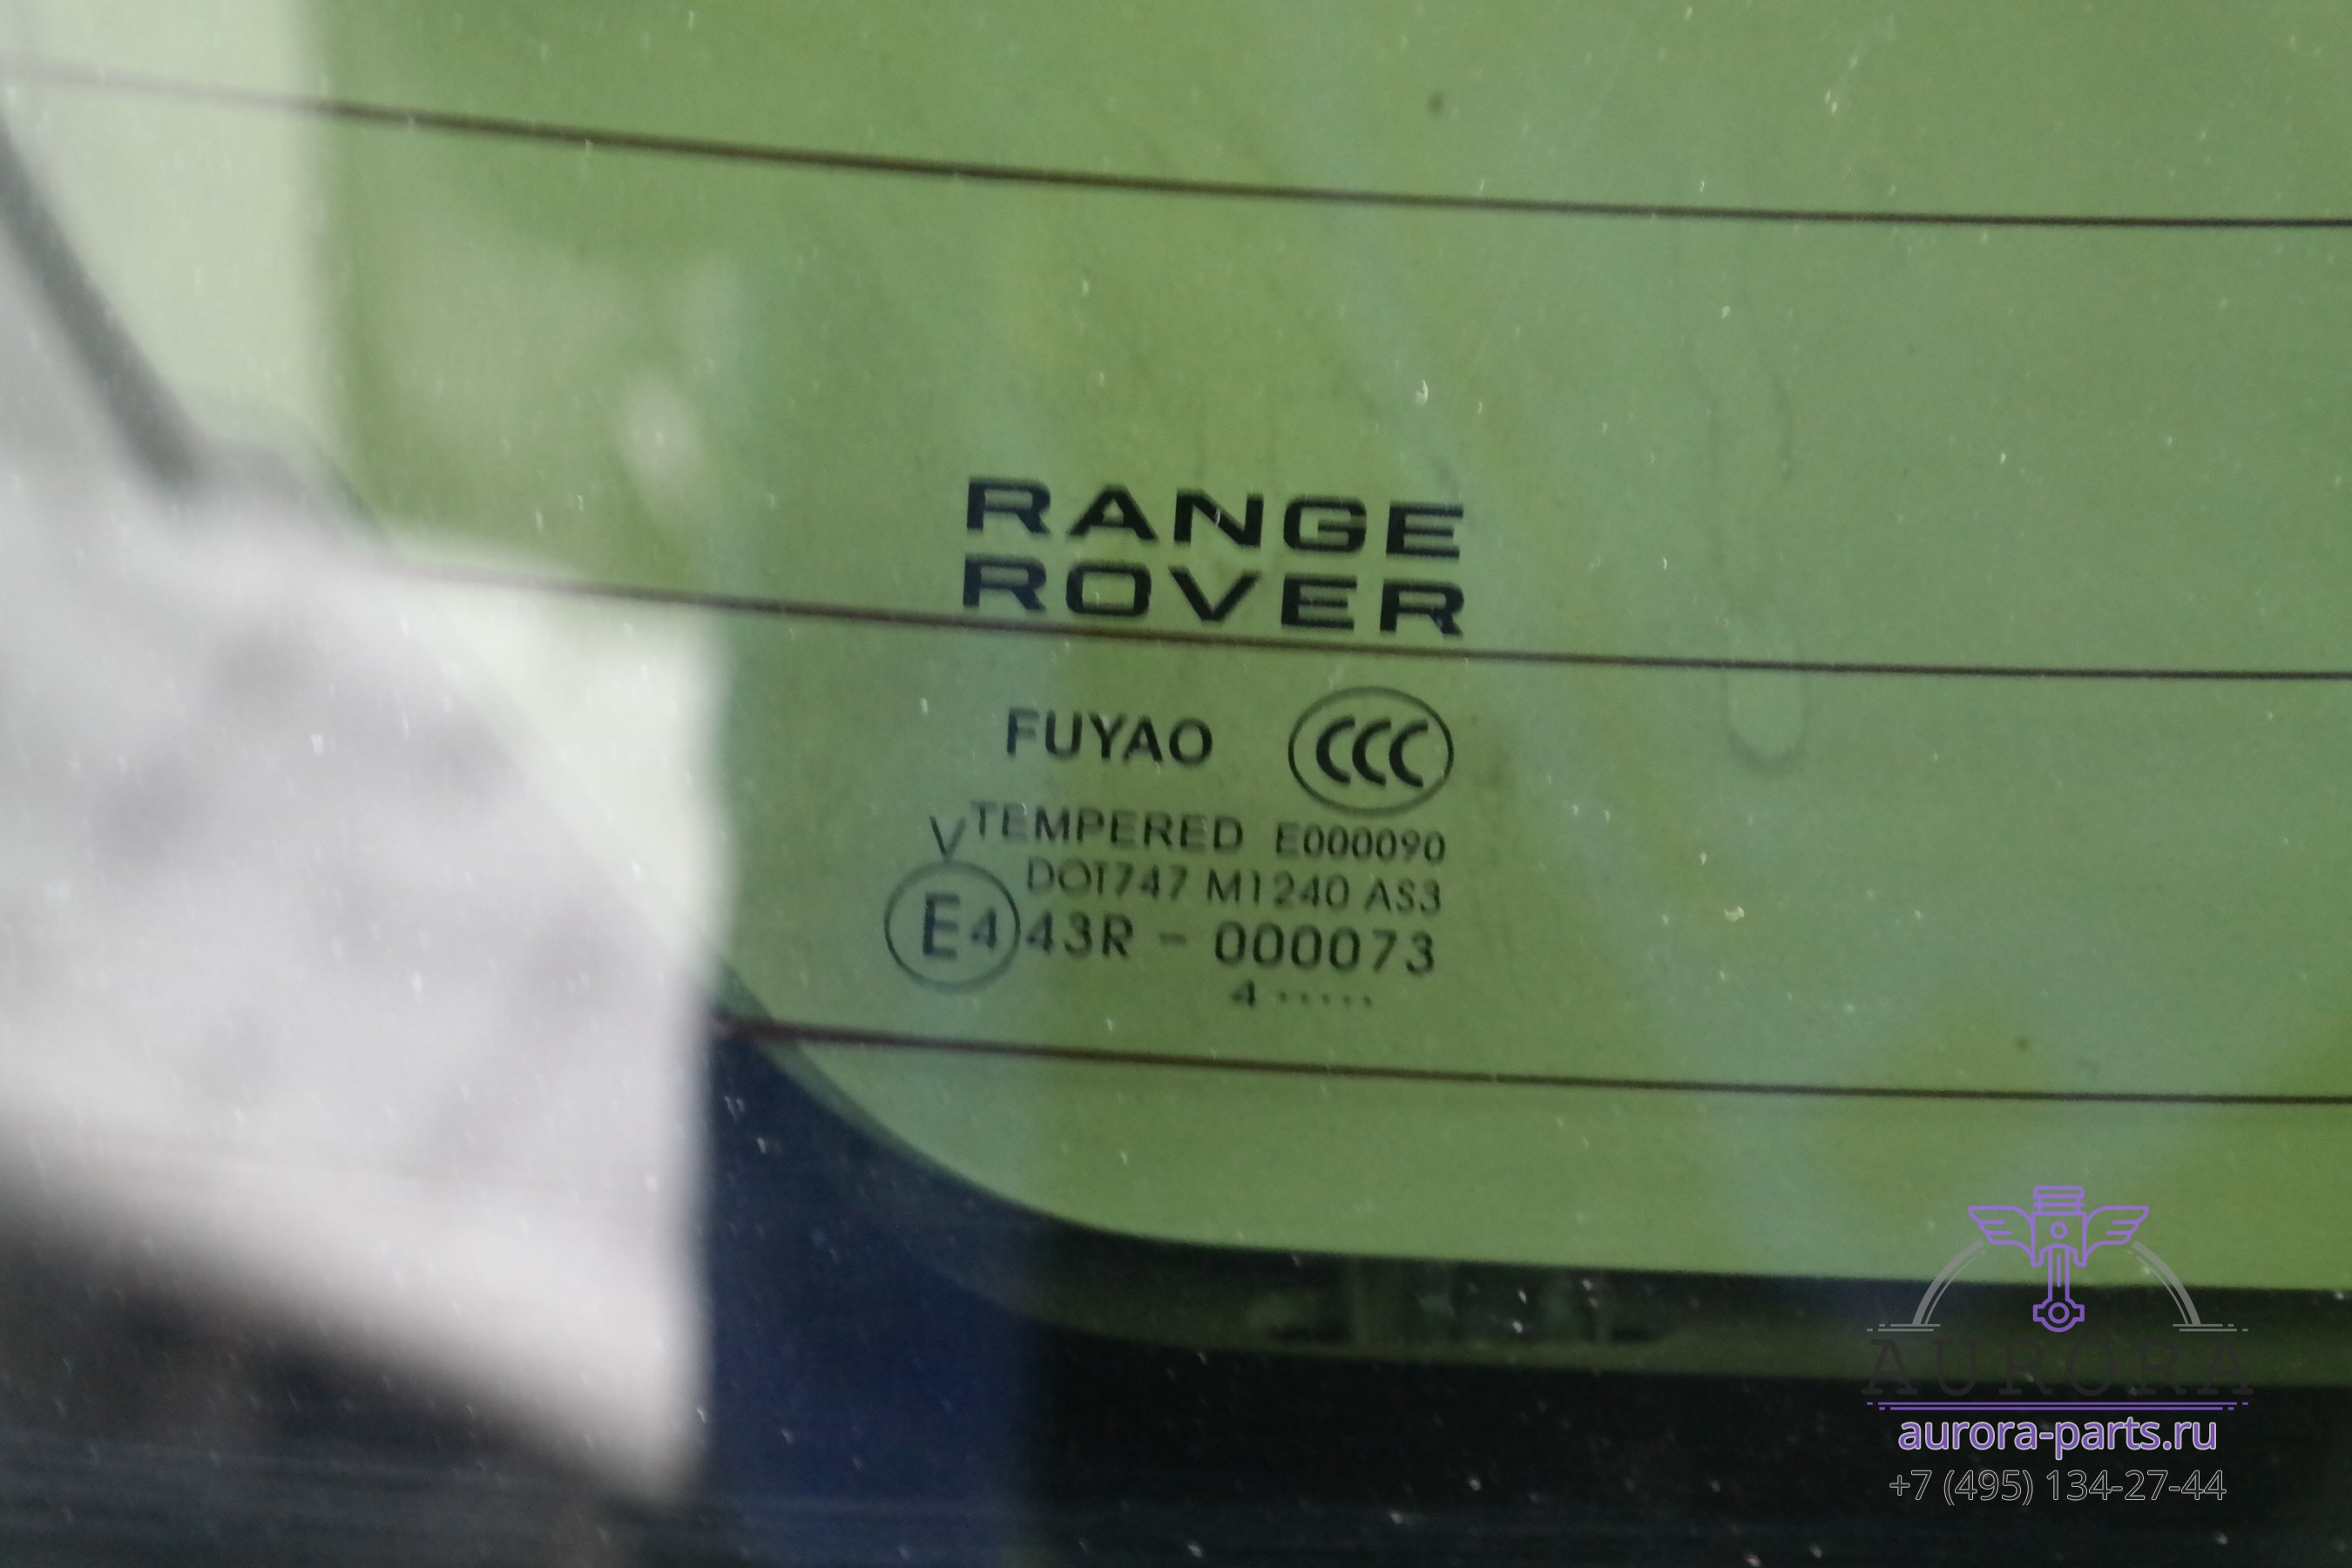 RANGE
ROVER
FUYAO CCC
V TEMPERED E000090
DOT747 M1240 AS3
E4 43R - 000073
4 ·····
AURORA
aurora-parts.ru
+7 (495) 134-27-44